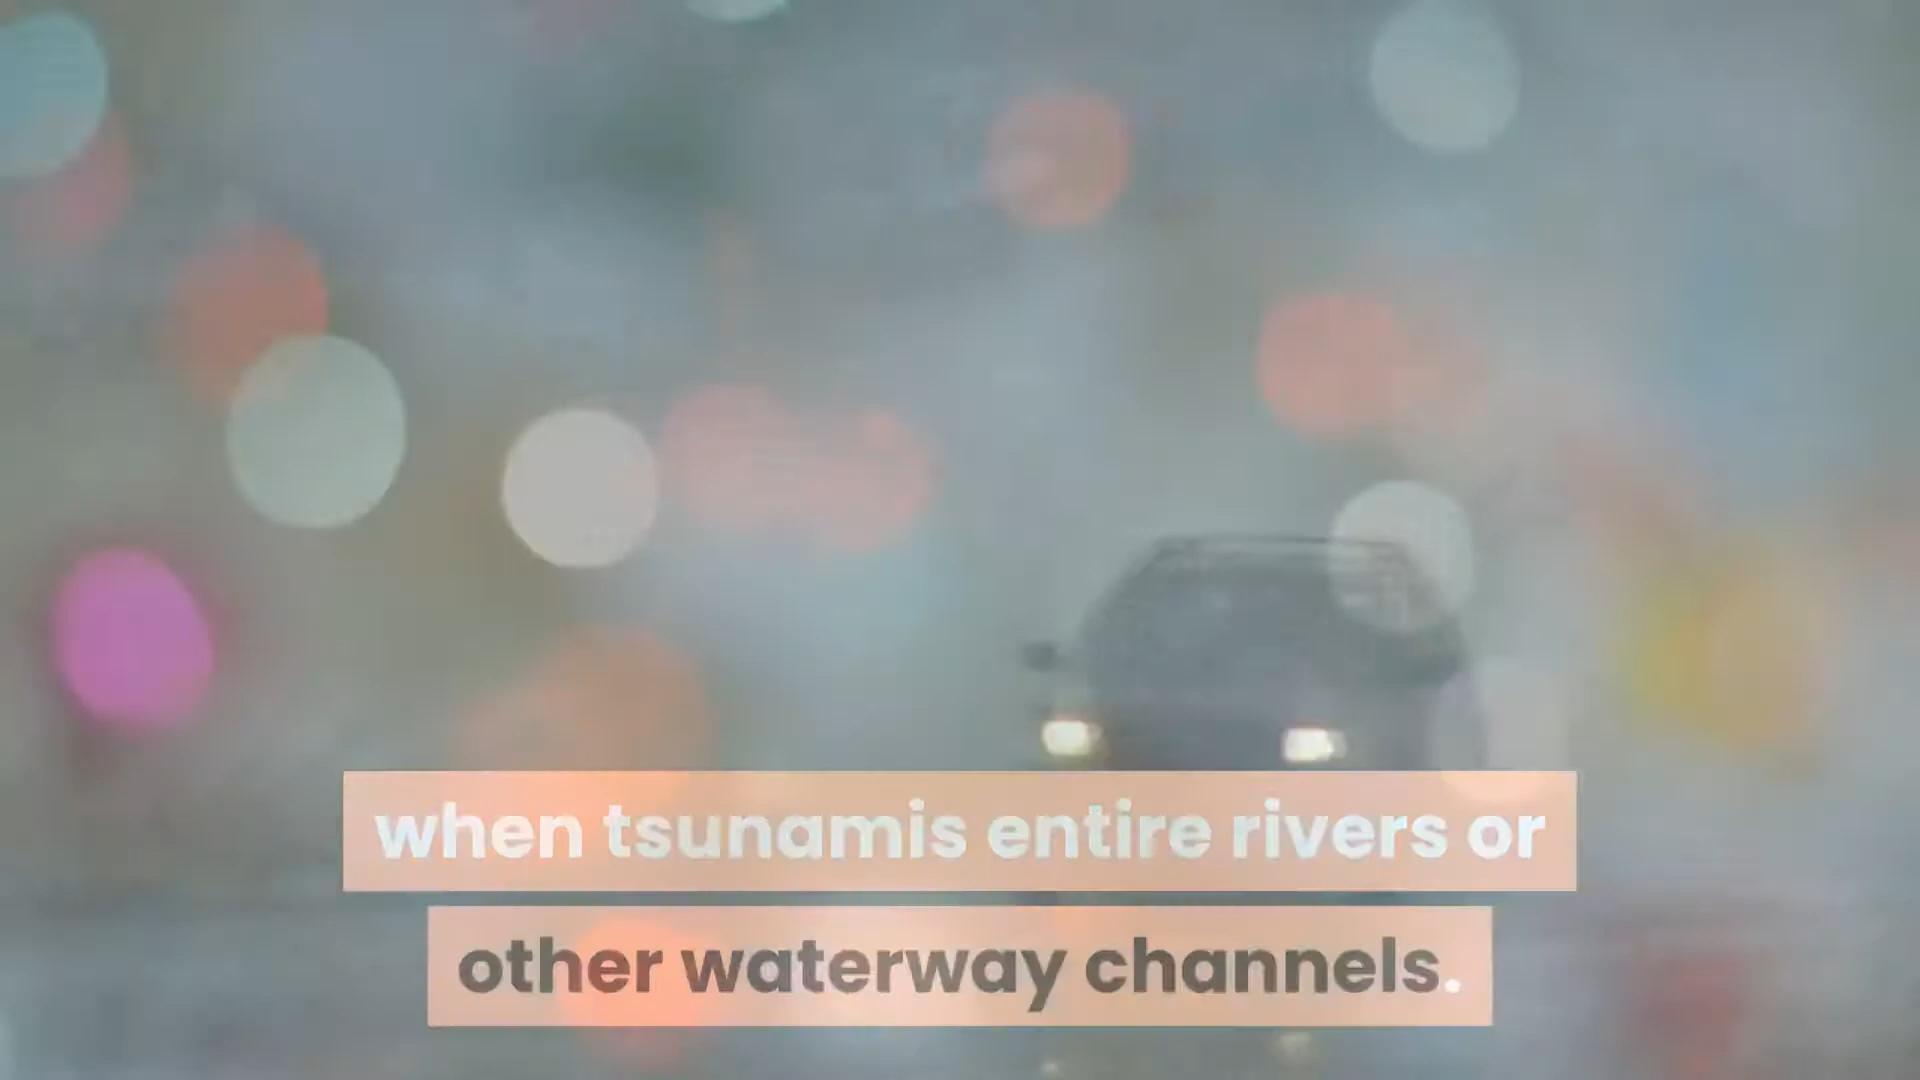 when tsunamis entire rivers or
other waterway channels.